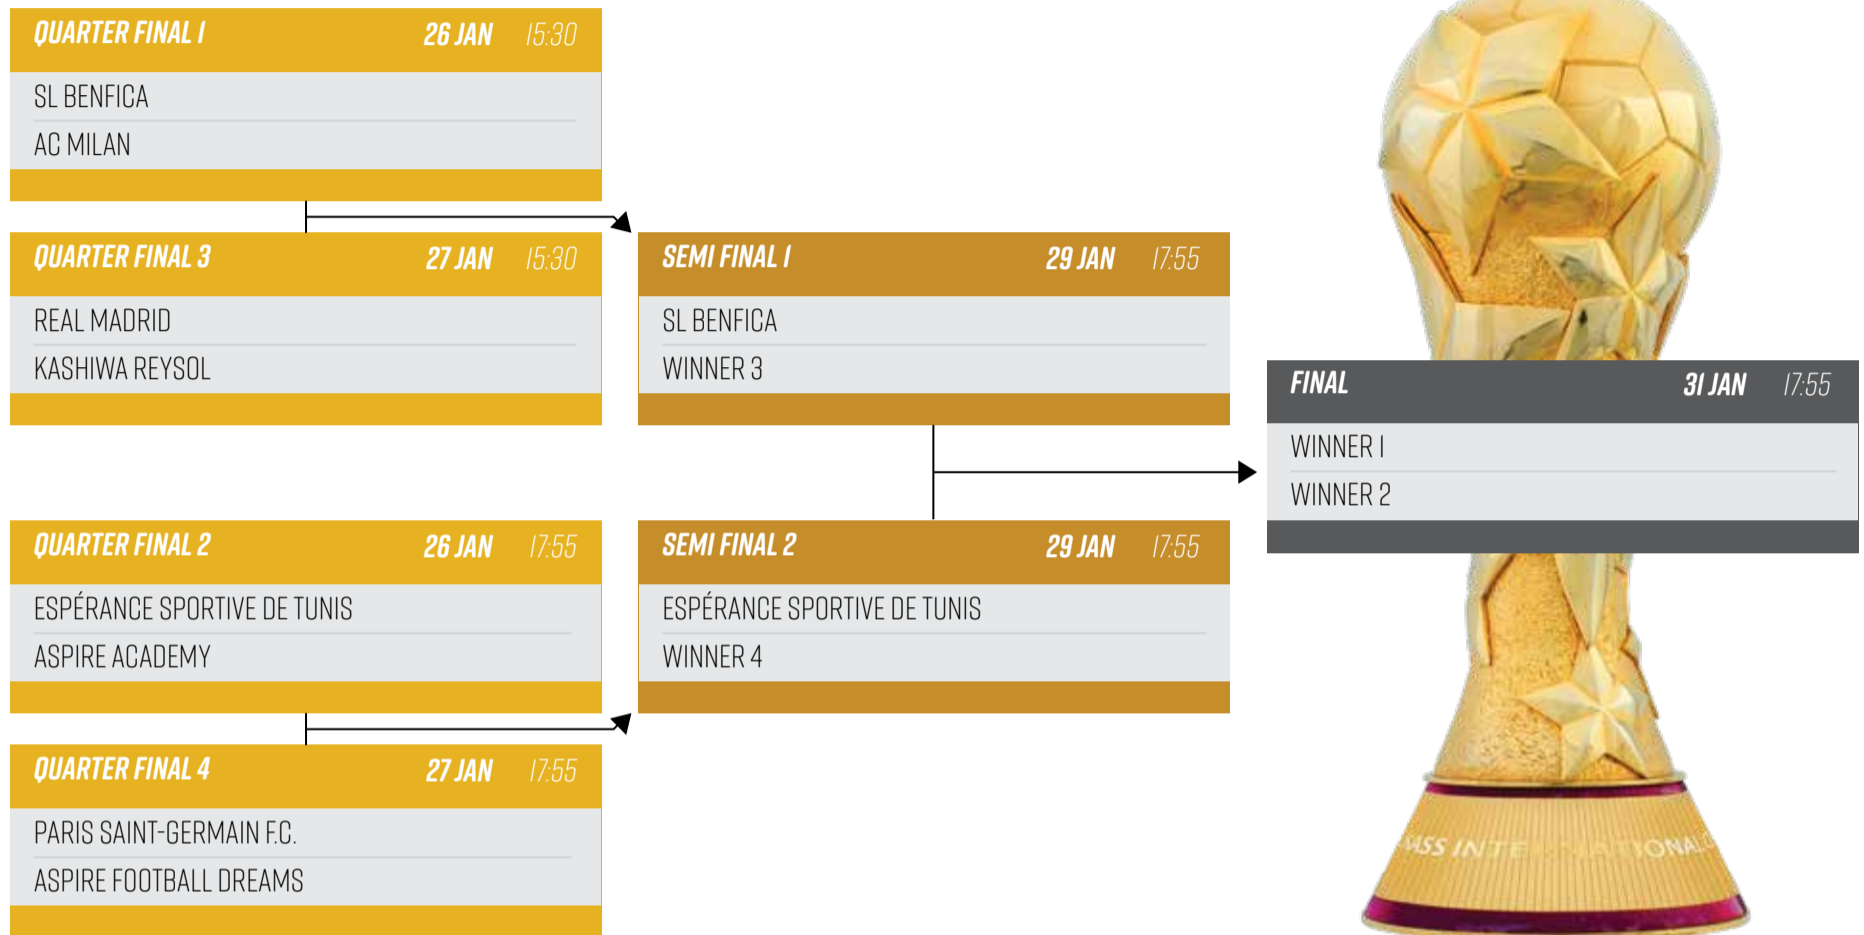 QUARTER FINAL 1 26 JAN 15:30
SL BENFICA
AC MILAN
QUARTER FINAL 3 27 JAN 15:30
REAL MADRID
KASHIWA REYSOL
SEMI FINAL 1 29 JAN 17:55
SL BENFICA
WINNER 3
FINAL 31 JAN 17:55
WINNER 1
WINNER 2
QUARTER FINAL 2 26 JAN 17:55
ESPÉRANCE SPORTIVE DE TUNIS
ASPIRE ACADEMY
SEMI FINAL 2 29 JAN 17:55
ESPÉRANCE SPORTIVE DE TUNIS
WINNER 4
QUARTER FINAL 4 27 JAN 17:55
PARIS SAINT-GERMAIN F.C.
ASPIRE FOOTBALL DREAMS